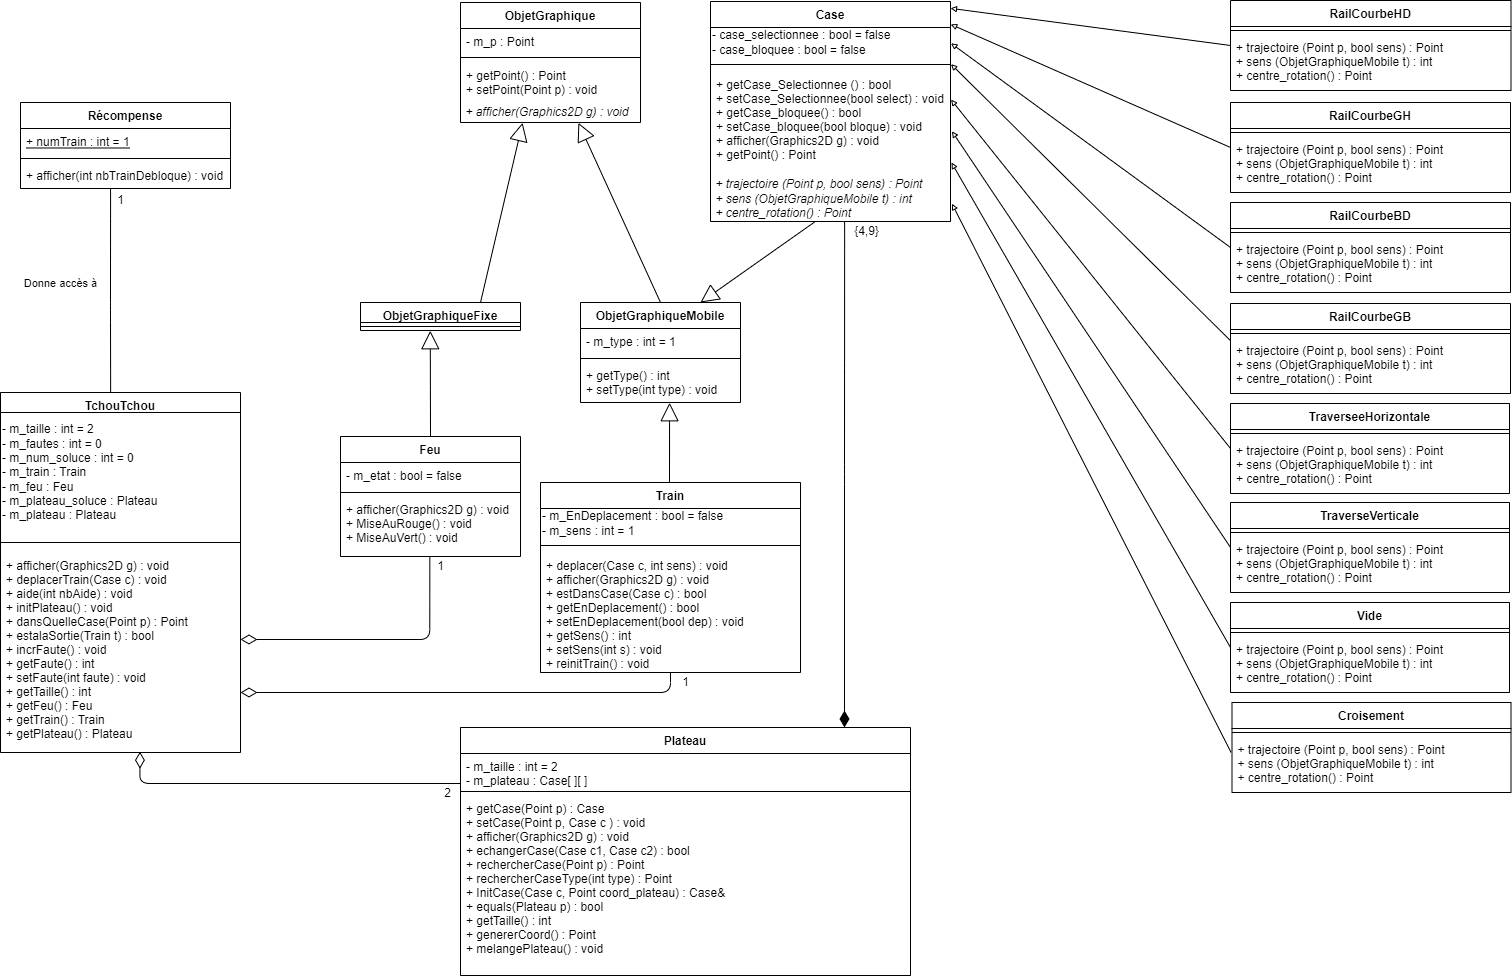 ObjetGraphique
- m_p : Point
+ getPoint() : Point
+ setPoint(Point p) : void
+ afficher(Graphics2D g) : void
Case
- case_selectionnee : bool = false
- case_bloquee : bool = false
+ getCase_Selectionnee () : bool
+ setCase_Selectionnee(bool select) : void
+ getCase_bloquee() : bool
+ setCase_bloquee(bool bloque) : void
+ afficher(Graphics2D g) : void
+ getPoint() : Point
+ trajectoire (Point p, bool sens) : Point
+ sens (ObjetGraphiqueMobile t) : int
+ centre_rotation() : Point
{4,9}
RailCourbeHD
+ trajectoire (Point p, bool sens) : Point
+ sens (ObjetGraphiqueMobile t) : int
+ centre_rotation() : Point
RailCourbeGH
+ trajectoire (Point p, bool sens) : Point
+ sens (ObjetGraphiqueMobile t) : int
+ centre_rotation() : Point
RailCourbeBD
+ trajectoire (Point p, bool sens) : Point
+ sens (ObjetGraphiqueMobile t) : int
+ centre_rotation() : Point
RailCourbeGB
+ trajectoire (Point p, bool sens) : Point
+ sens (ObjetGraphiqueMobile t) : int
+ centre_rotation() : Point
TraverseeHorizontale
+ trajectoire (Point p, bool sens) : Point
+ sens (ObjetGraphiqueMobile t) : int
+ centre_rotation() : Point
TraverseVerticale
+ trajectoire (Point p, bool sens) : Point
+ sens (ObjetGraphiqueMobile t) : int
+ centre_rotation() : Point
Vide
+ trajectoire (Point p, bool sens) : Point
+ sens (ObjetGraphiqueMobile t) : int
+ centre_rotation() : Point
Croisement
+ trajectoire (Point p, bool sens) : Point
+ sens (ObjetGraphiqueMobile t) : int
+ centre_rotation() : Point
Récompense
+ numTrain : int = 1
+ afficher(int nbTrainDebloque) : void
1
Donne accès à
ObjetGraphiqueFixe
ObjetGraphiqueMobile
- m_type : int = 1
+ getType() : int
+ setType(int type) : void
TchouTchou
- m_taille : int = 2
- m_fautes : int = 0
- m_num_soluce : int = 0
- m_train : Train
- m_feu : Feu
- m_plateau_soluce : Plateau
- m_plateau : Plateau
+ afficher(Graphics2D g) : void
+ deplacerTrain(Case c) : void
+ aide(int nbAide) : void
+ initPlateau() : void
+ dansQuelleCase(Point p) : Point
+ estalaSortie(Train t) : bool
+ incrFaute() : void
+ getFaute() : int
+ setFaute(int faute) : void
+ getTaille() : int
+ getFeu() : Feu
+ getTrain() : Train
+ getPlateau() : Plateau
Feu
- m_etat : bool = false
+ afficher(Graphics2D g) : void
+ MiseAuRouge() : void
+ MiseAuVert() : void
1
Train
- m_EnDeplacement : bool = false
- m_sens : int = 1
+ deplacer(Case c, int sens) : void
+ afficher(Graphics2D g) : void
+ estDansCase(Case c) : bool
+ getEnDeplacement() : bool
+ setEnDeplacement(bool dep) : void
+ getSens() : int
+ setSens(int s) : void
+ reinitTrain() : void
1
2
Plateau
- m_taille : int = 2
- m_plateau : Case[ ][ ]
+ getCase(Point p) : Case
+ setCase(Point p, Case c ) : void
+ afficher(Graphics2D g) : void
+ echangerCase(Case c1, Case c2) : bool
+ rechercherCase(Point p) : Point
+ rechercherCaseType(int type) : Point
+ InitCase(Case c, Point coord_plateau) : Case&
+ equals(Plateau p) : bool
+ getTaille() : int
+ genererCoord() : Point
+ melangePlateau() : void